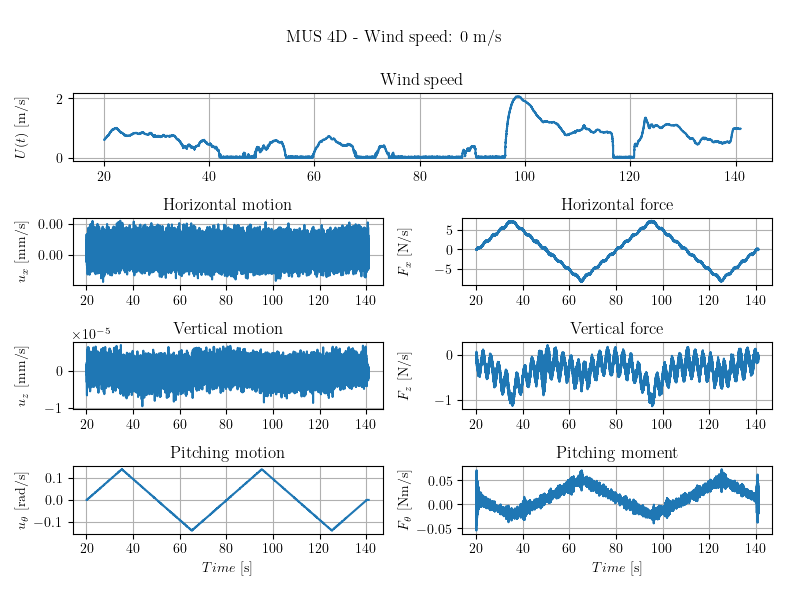 MUS 4D - Wind speed: 0 m/s
Wind speed
U(t) [m/s]
2
0
20 40 60 80 100 120 140
Horizontal motion
u_x [mm/s]
0.00
0.00
20 40 60 80 100 120 140
Horizontal force
F_x [N/s]
5
0
−5
20 40 60 80 100 120 140
Vertical motion
×10⁻⁵
u_z [mm/s]
0
−1
20 40 60 80 100 120 140
Vertical force
F_z [N/s]
0
−1
20 40 60 80 100 120 140
Pitching motion
u_θ [rad/s]
0.1
0.0
−0.1
20 40 60 80 100 120 140
Time [s]
Pitching moment
F_θ [Nm/s]
0.05
0.00
−0.05
20 40 60 80 100 120 140
Time [s]